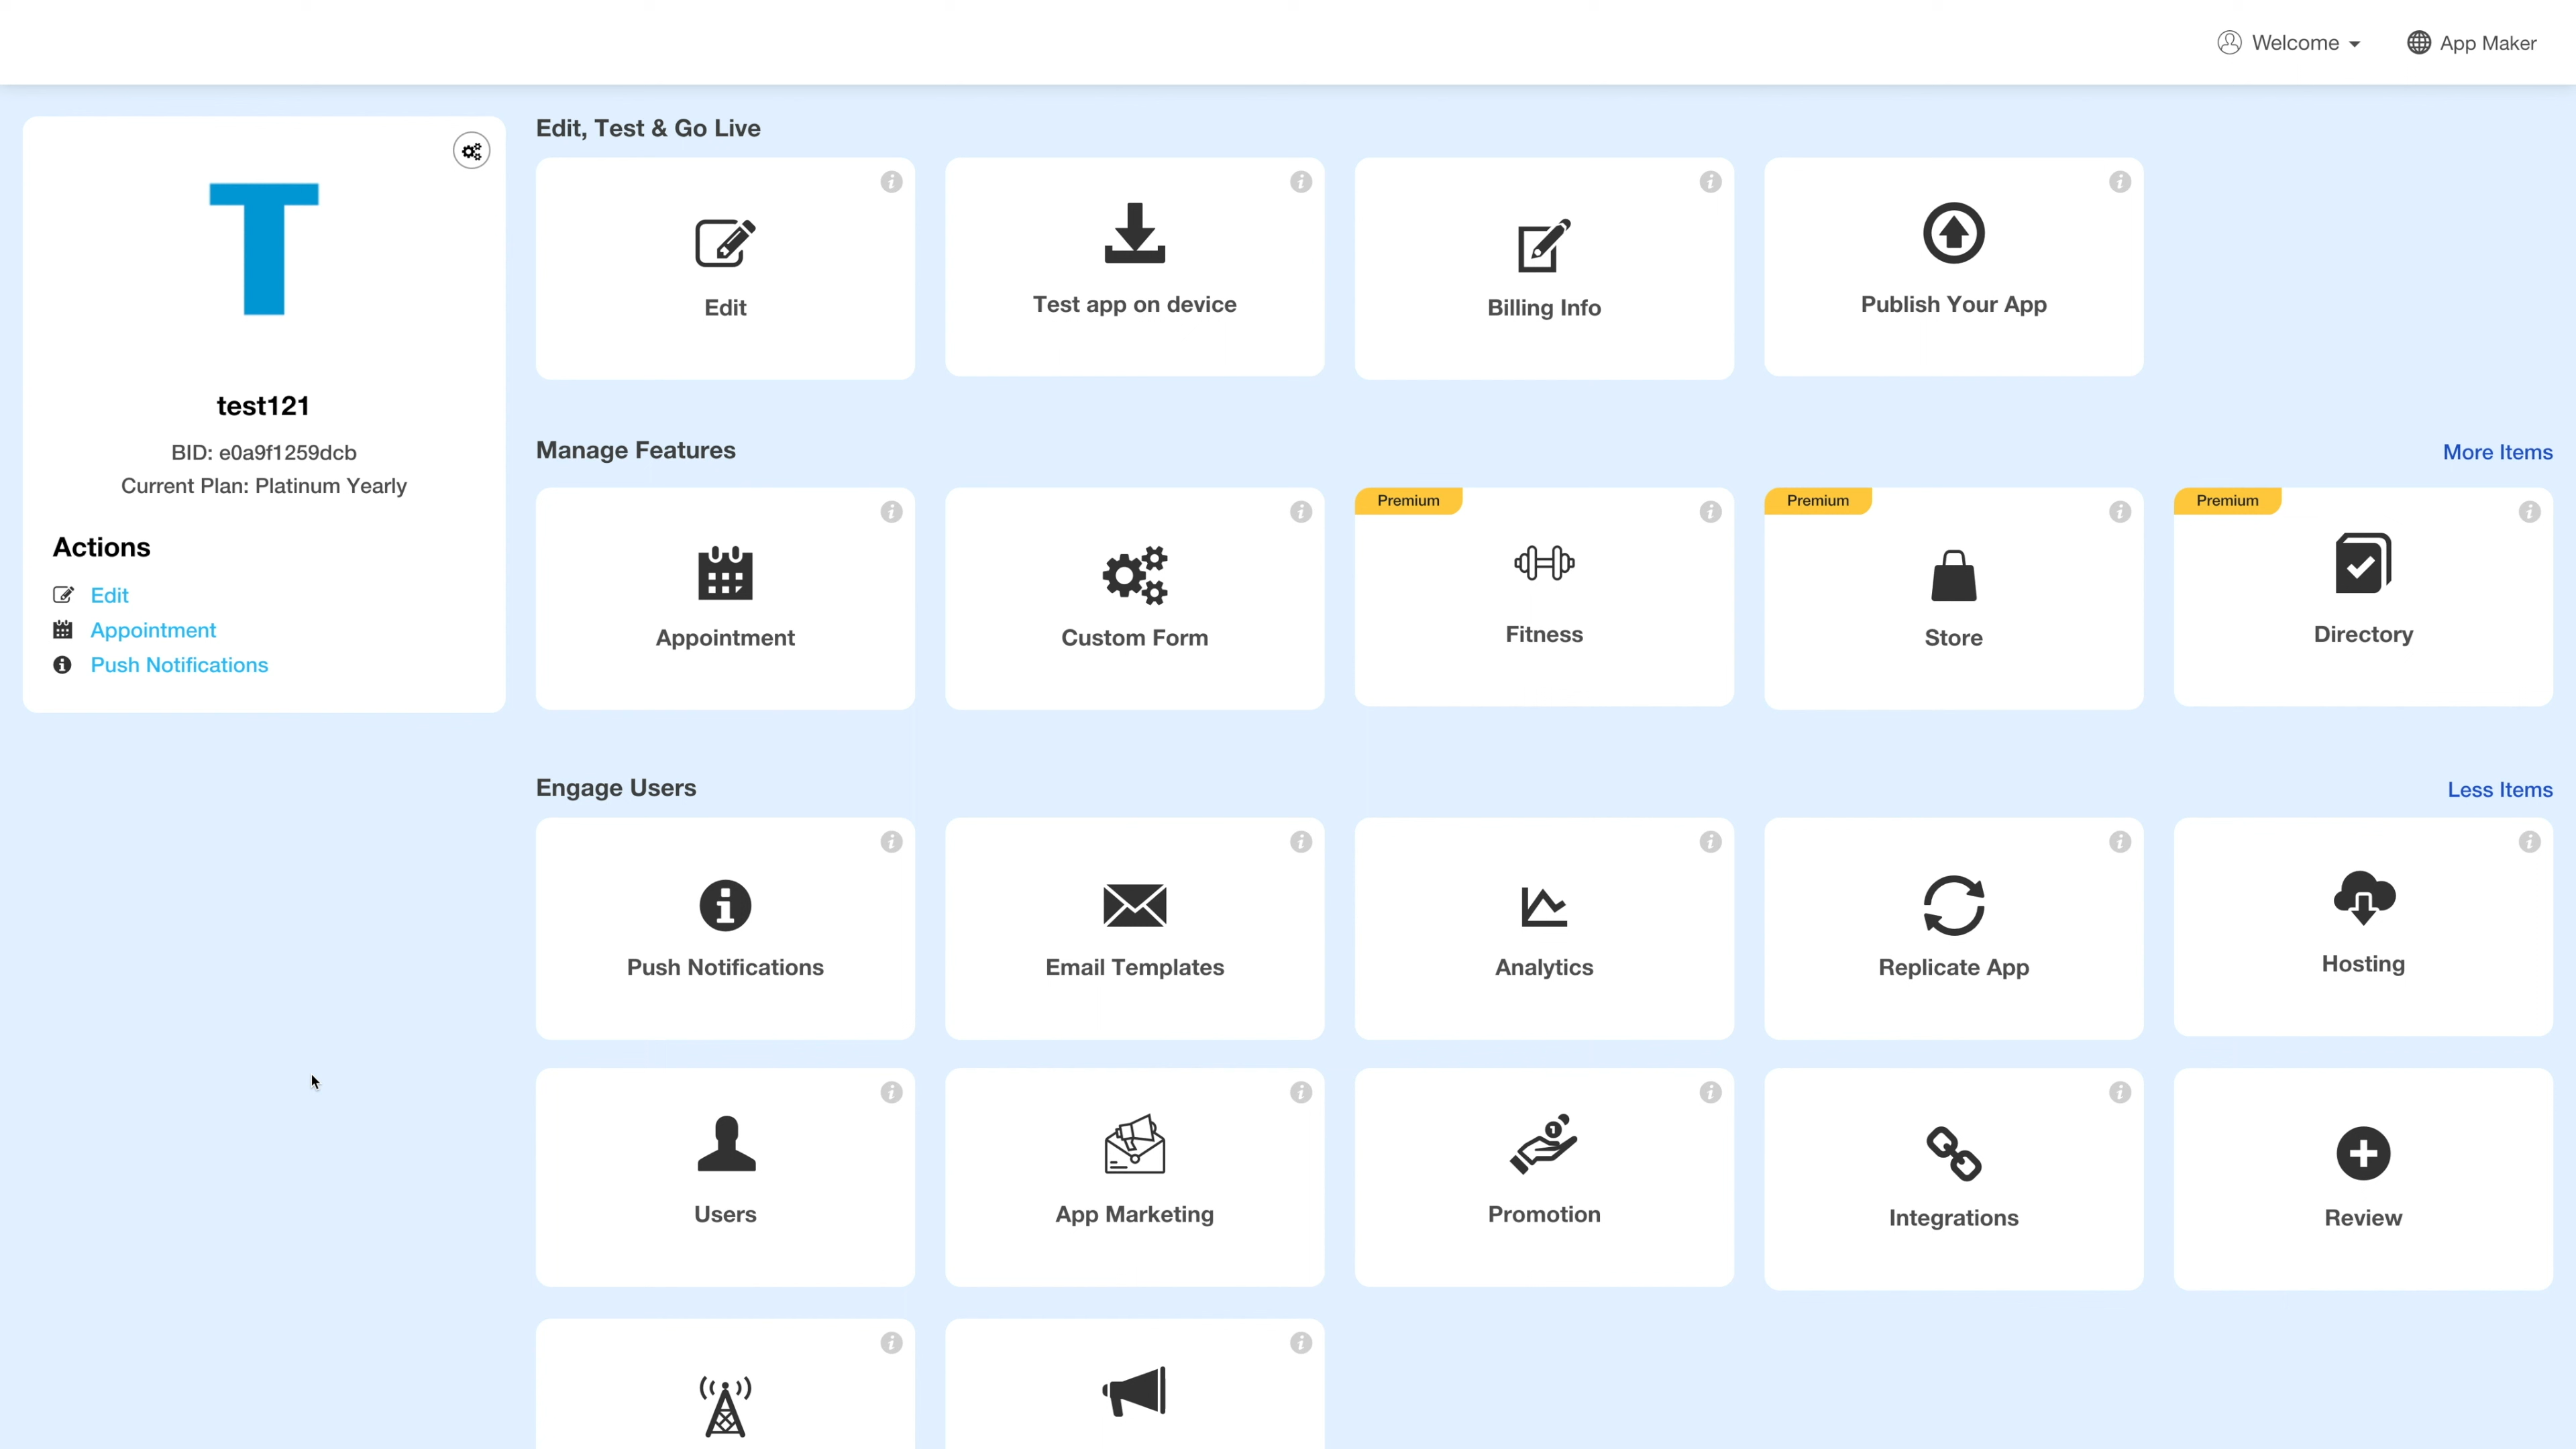 Welcome
App Maker
T
test121
BID: e0a9f1259dcb
Current Plan: Platinum Yearly
Actions
Edit
Appointment
Push Notifications
Edit, Test & Go Live
Edit
Test app on device
Billing Info
Publish Your App
Manage Features
More Items
Appointment
Custom Form
Premium
Fitness
Premium
Store
Premium
Directory
Engage Users
Less Items
Push Notifications
Email Templates
Analytics
Replicate App
Hosting
Users
App Marketing
Promotion
Integrations
Review